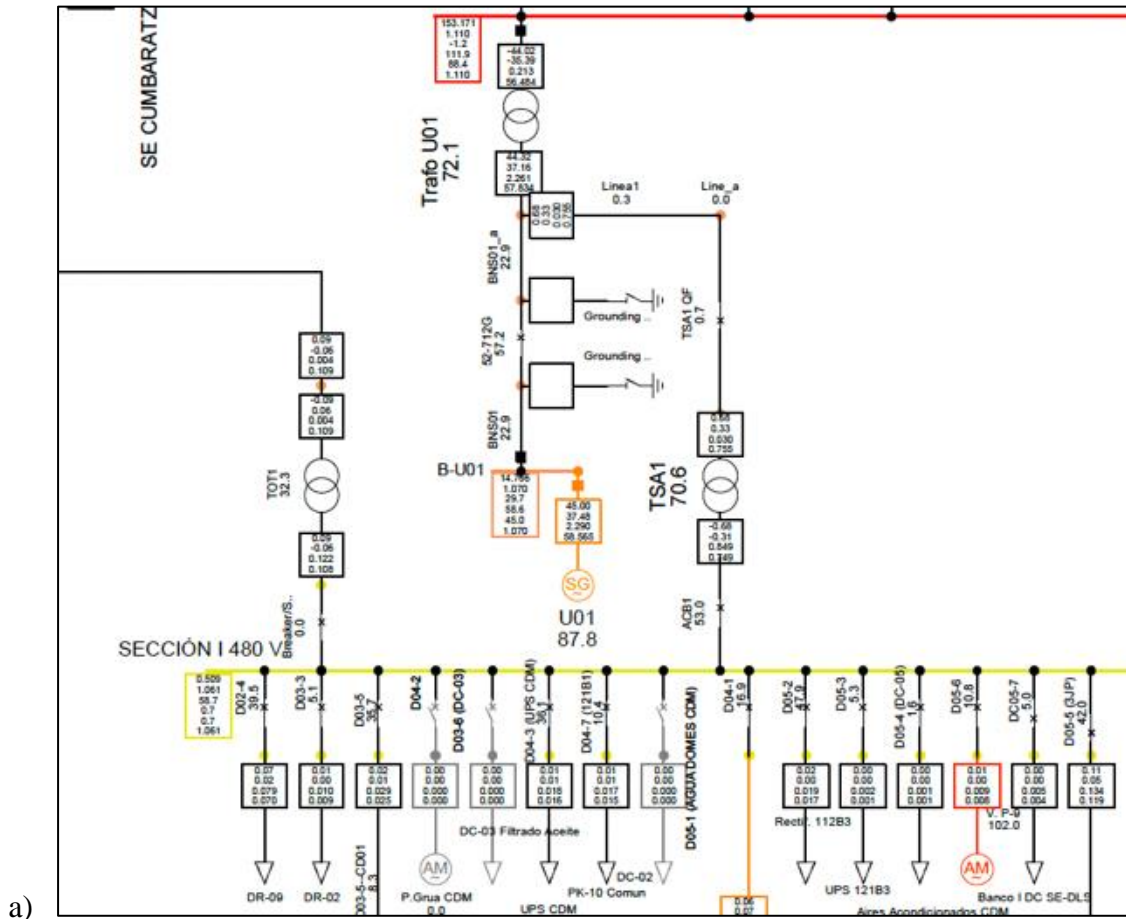 SE CUMBARATZ
153.171
1.110
-1.2
111.9
88.4
1.110
-44.02
-35.39
0.213
56.484
Trafo U01
72.1
44.32
37.16
2.261
57.834
0.68
0.33
0.030
0.755
Linea1
0.3
Line_a
0.0
BNS01_a
22.9
Grounding ..
52-712G
57.2
Grounding ..
TSA1 QF
0.7
0.09
-0.06
0.004
0.109
-0.09
0.06
0.004
0.109
BNS01
22.9
0.68
0.33
0.030
0.755
B-U01
TOT1
32.3
14.766
1.070
29.7
58.6
45.0
1.070
45.00
37.48
2.290
58.565
TSA1
70.6
0.09
-0.06
0.122
0.108
-0.68
-0.31
0.849
0.749
SG
U01
87.8
Breaker/S..
0.0
ACB1
53.0
SECCIÓN I 480 V
0.509
1.061
58.7
0.7
0.7
1.061
D02-4
39.5
D03-3
5.1
D03-5
35.7
D04-2
D03-6 (DC-03)
D04-3 (UPS CDM)
36.1
D04-7 (121B1)
10.4
D05-1 (AGUA DOMES CDM)
D04-1
16.9
D05-2
47.9
D05-3
5.3
D05-4 (DC-05)
1.6
D05-6
10.8
DC05-7
5.0
D05-5 (3JP)
42.0
0.07
0.02
0.079
0.070
0.01
0.00
0.010
0.009
0.02
0.01
0.029
0.025
0.00
0.00
0.000
0.000
0.00
0.00
0.000
0.000
0.01
0.01
0.018
0.016
0.01
0.01
0.017
0.015
0.00
0.00
0.000
0.000
0.02
0.00
0.019
0.017
0.00
0.00
0.002
0.001
0.00
0.00
0.001
0.001
0.01
0.00
0.009
0.008
0.00
0.00
0.005
0.004
0.11
0.05
0.134
0.119
DC-03 Filtrado Aceite
Rectif. 112B3
V. P-9
102.0
DR-09
DR-02
D03-5--CD01
8.3
AM
P.Grua CDM
0.0
UPS CDM
PK-10 Comun
DC-02
0.06
0.07
UPS 121B3
AM
Aires Acondicionados CDM
Banco I DC SE-DLS
a)